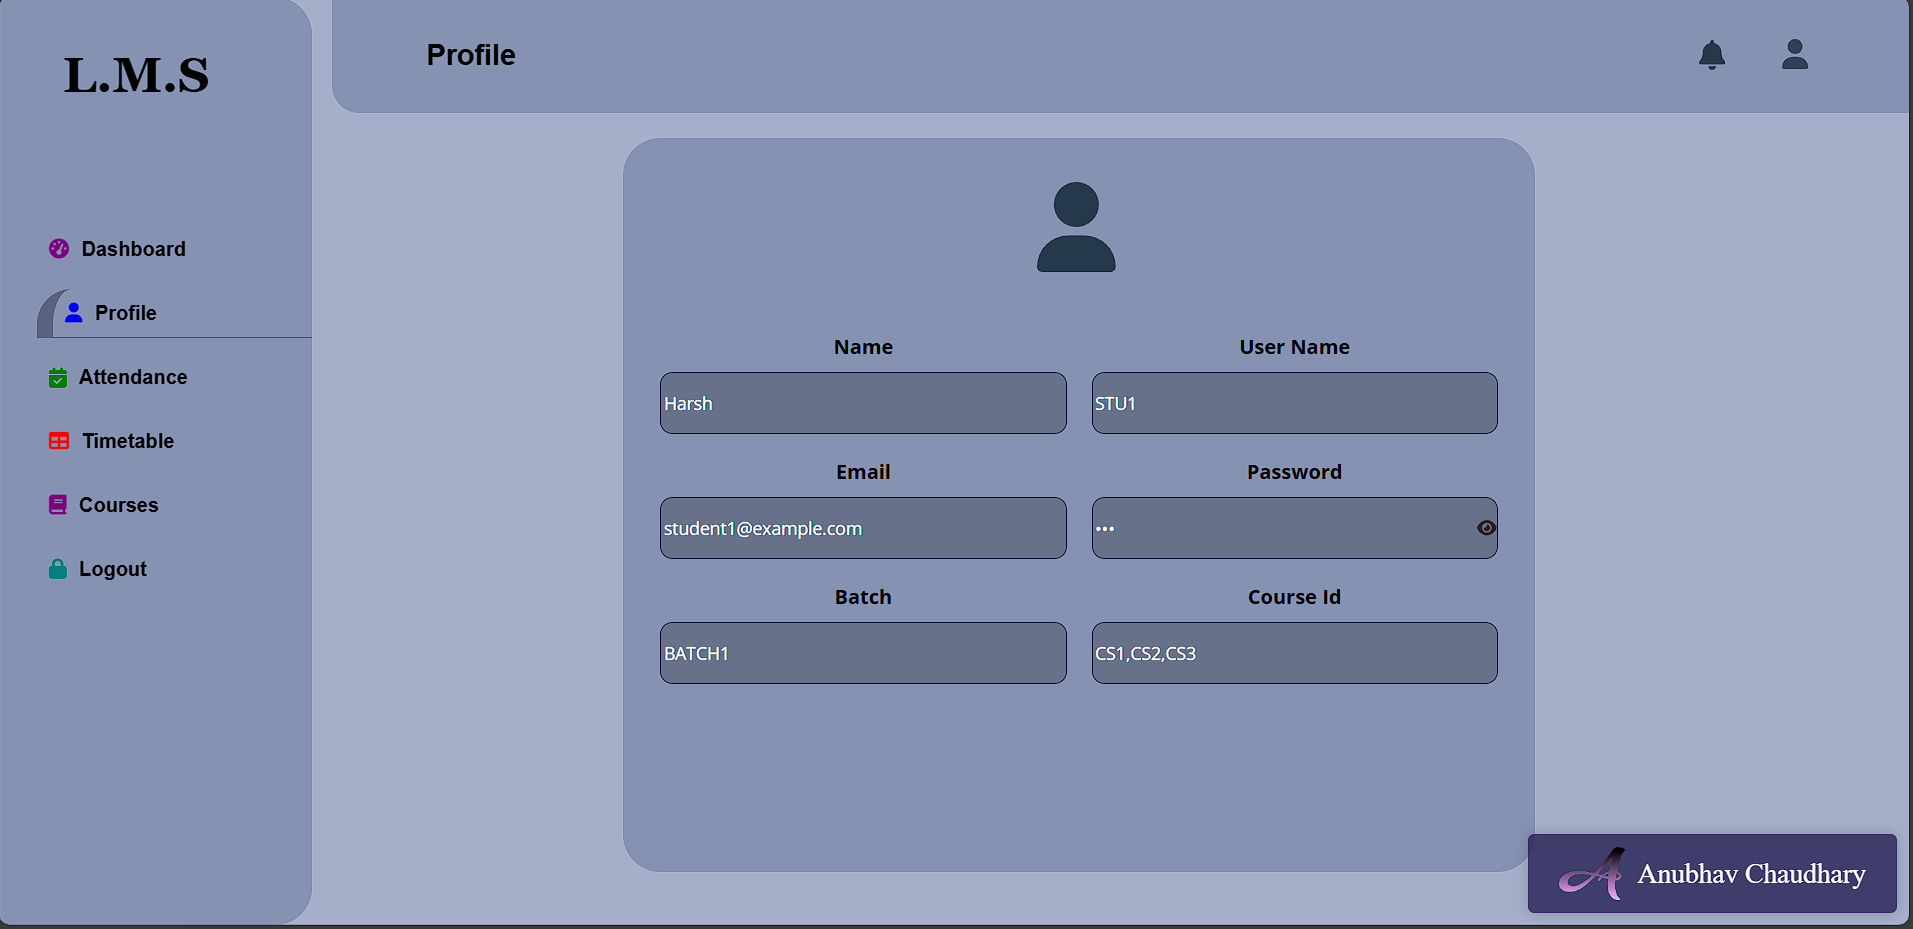 L.M.S
Profile
Dashboard
Profile
Attendance
Timetable
Courses
Logout
Name
User Name
Harsh
STU1
Email
Password
student1@example.com
•••
Batch
Course Id
BATCH1
CS1,CS2,CS3
Anubhav Chaudhary